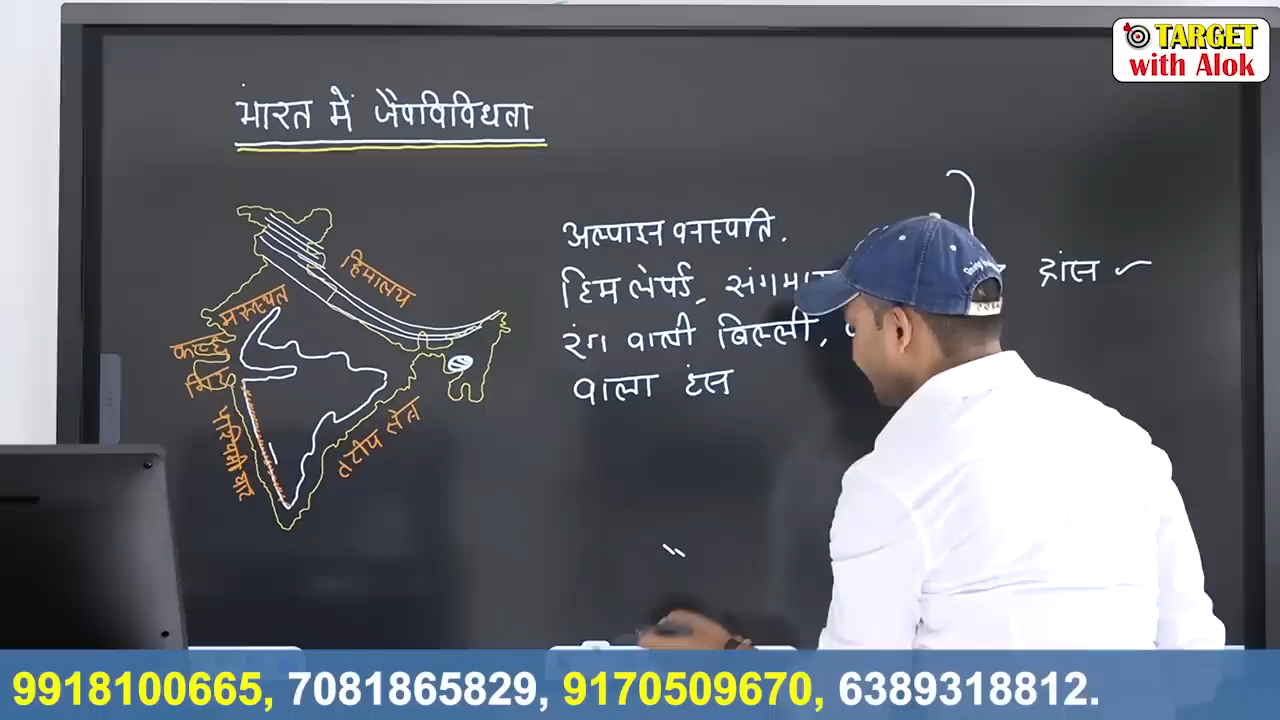 TARGET
with Alok
भारत में जैवविविधता
अल्पाइन वनस्पति.
हिम लेपर्ड, संगमर
ट्रांस ✓
रंग वाली बिल्ली,
वाला हंस
हिमालय
मरुस्थल
कच्छ
गिर
पश्चिमी घाट
तटीय क्षेत्र
9918100665, 7081865829, 9170509670, 6389318812.